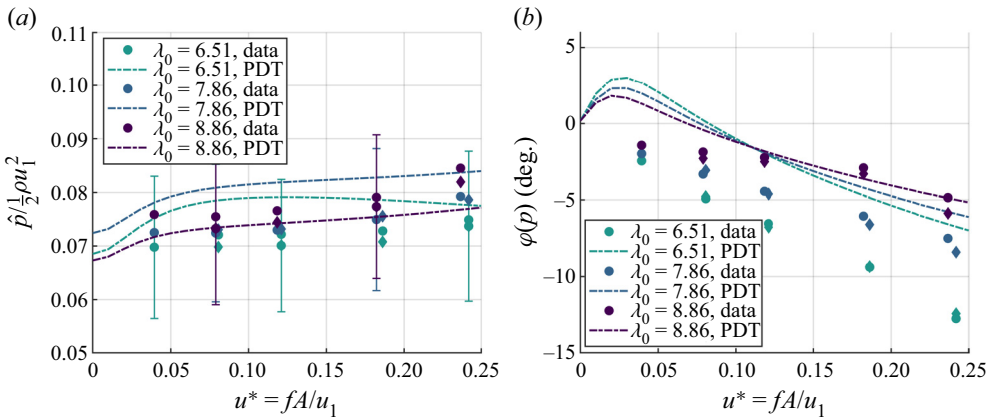 (a)
0.11
0.10
0.09
0.08
0.07
0.06
0.05
p̂/½ρu₁²
λ₀ = 6.51, data
λ₀ = 6.51, PDT
λ₀ = 7.86, data
λ₀ = 7.86, PDT
λ₀ = 8.86, data
λ₀ = 8.86, PDT
0 0.05 0.10 0.15 0.20 0.25
u* = fA/u₁
(b)
5
0
−5
−10
−15
φ(p) (deg.)
λ₀ = 6.51, data
λ₀ = 6.51, PDT
λ₀ = 7.86, data
λ₀ = 7.86, PDT
λ₀ = 8.86, data
λ₀ = 8.86, PDT
0 0.05 0.10 0.15 0.20 0.25
u* = fA/u₁